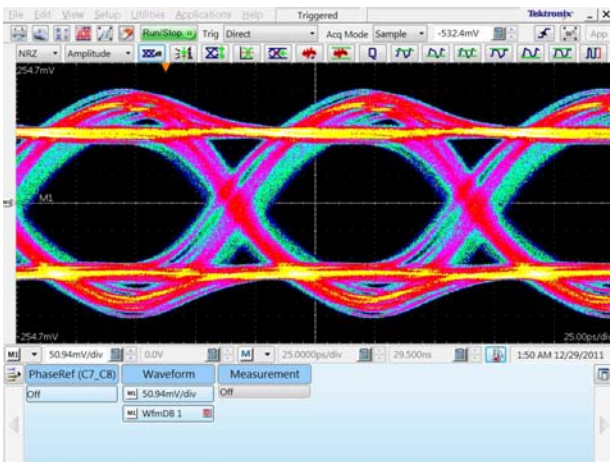 File Edit View Setup Utilities Applications Help Triggered Tektronix
Run/Stop Trig Direct Acq Mode Sample -532.4mV App
NRZ Amplitude Q
254.7mV
M1
-254.7mV 25.00ps/div
M1 50.94mV/div 0.0V M 25.0000ps/div 29.500ns 1:50 AM 12/29/2011
PhaseRef (C7_C8) Waveform Measurement
Off M1 50.94mV/div Off
M1 WfmDB 1